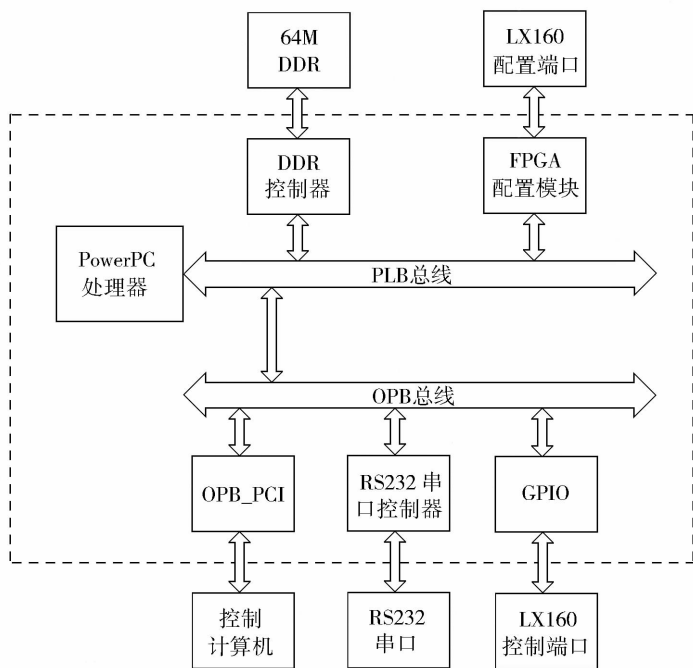 64M
DDR
LX160
配置端口
DDR
控制器
FPGA
配置模块
PowerPC
处理器
PLB总线
OPB总线
OPB_PCI
RS232 串
口控制器
GPIO
控制
计算机
RS232
串口
LX160
控制端口